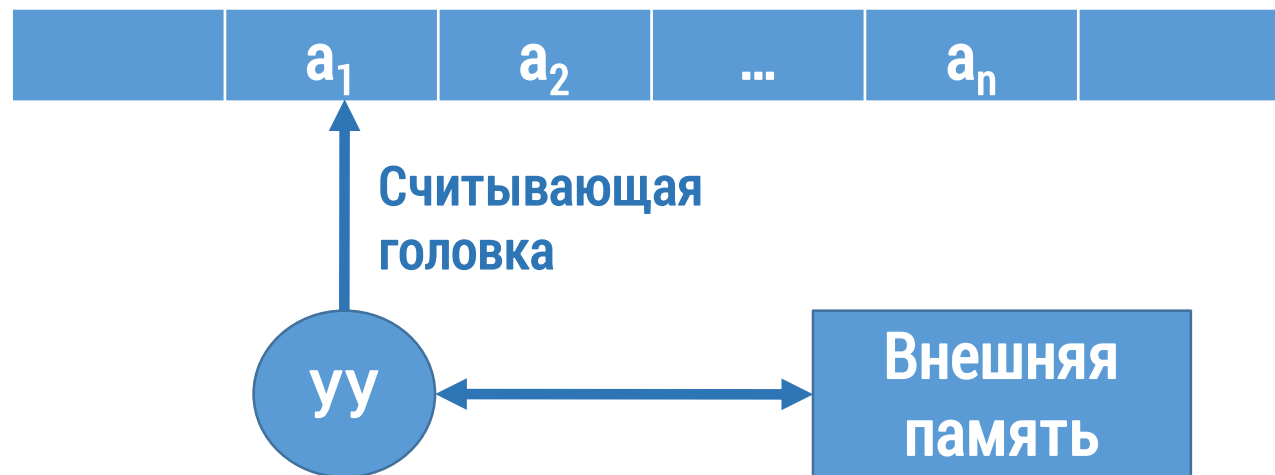 a₁ a₂ ... aₙ
Считывающая
головка
уу
Внешняя
память